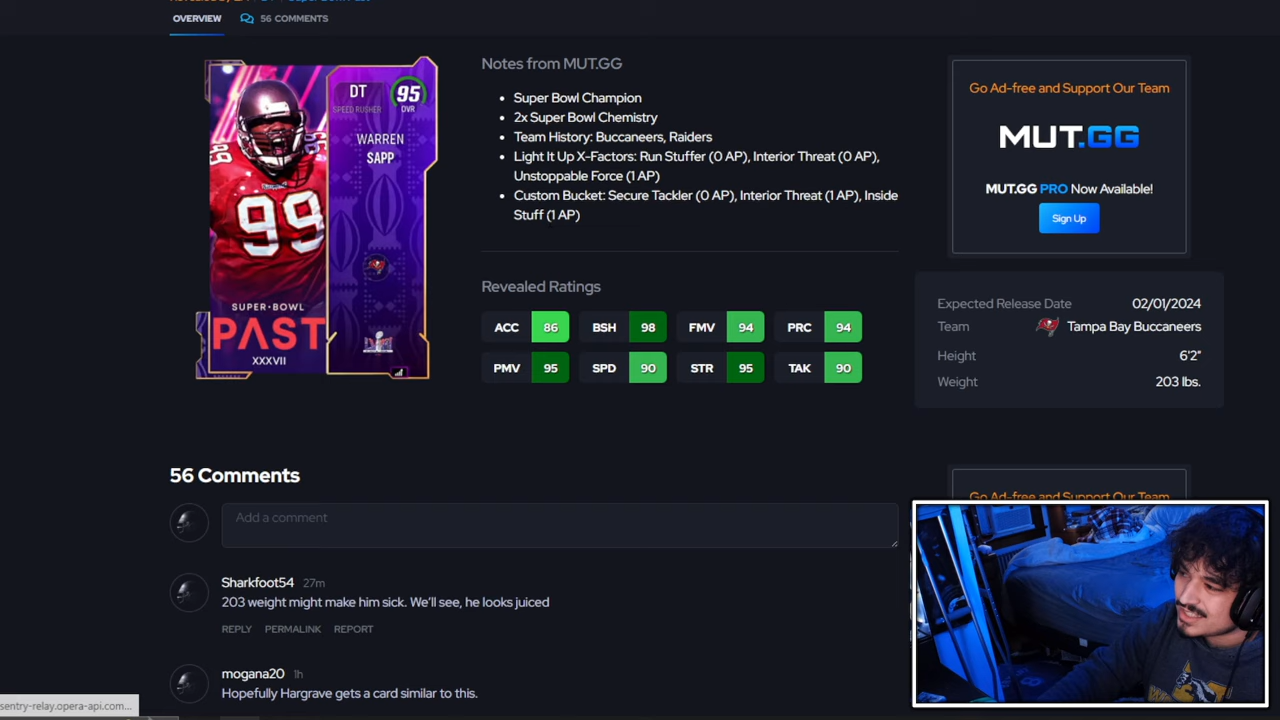 OVERVIEW
56 COMMENTS
DT
SPEED RUSHER
95
OVR
WARREN
SAPP
99
SUPER•BOWL
PAST
XXXVII
Notes from MUT.GG
Super Bowl Champion
2x Super Bowl Chemistry
Team History: Buccaneers, Raiders
Light It Up X-Factors: Run Stuffer (0 AP), Interior Threat (0 AP),
Unstoppable Force (1 AP)
Custom Bucket: Secure Tackler (0 AP), Interior Threat (1 AP), Inside
Stuff (1 AP)
Revealed Ratings
ACC 86 BSH 98 FMV 94 PRC 94
PMV 95 SPD 90 STR 95 TAK 90
Go Ad-free and Support Our Team
MUT.GG
MUT.GG PRO Now Available!
Sign Up
Expected Release Date 02/01/2024
Team Tampa Bay Buccaneers
Height 6'2"
Weight 203 lbs.
56 Comments
Add a comment
Go Ad-free and Support Our Team
Sharkfoot54 27m
203 weight might make him sick. We'll see, he looks juiced
REPLY PERMALINK REPORT
mogana20 1h
Hopefully Hargrave gets a card similar to this.
sentry-relay.opera-api.com...